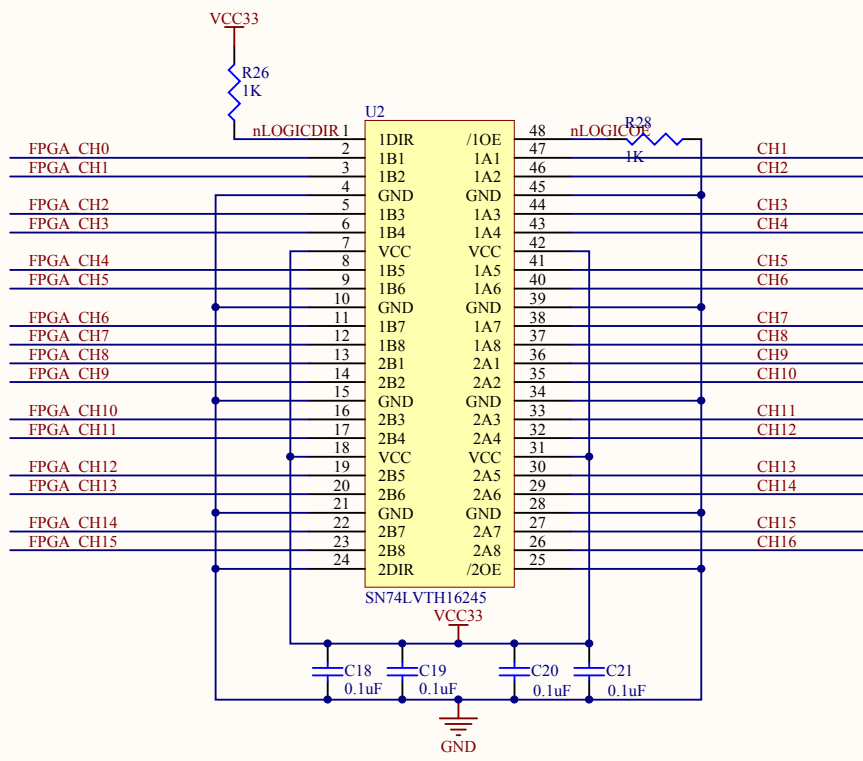 VCC33
R26
1K
U2
nLOGICDIR 1 1DIR /1OE 48 nLOGICOE R28
1K
FPGA_CH0 2 1B1 1A1 47 CH1
FPGA_CH1 3 1B2 1A2 46 CH2
4 GND GND 45
FPGA_CH2 5 1B3 1A3 44 CH3
FPGA_CH3 6 1B4 1A4 43 CH4
7 VCC VCC 42
FPGA_CH4 8 1B5 1A5 41 CH5
FPGA_CH5 9 1B6 1A6 40 CH6
10 GND GND 39
FPGA_CH6 11 1B7 1A7 38 CH7
FPGA_CH7 12 1B8 1A8 37 CH8
FPGA_CH8 13 2B1 2A1 36 CH9
FPGA_CH9 14 2B2 2A2 35 CH10
15 GND GND 34
FPGA_CH10 16 2B3 2A3 33 CH11
FPGA_CH11 17 2B4 2A4 32 CH12
18 VCC VCC 31
FPGA_CH12 19 2B5 2A5 30 CH13
FPGA_CH13 20 2B6 2A6 29 CH14
21 GND GND 28
FPGA_CH14 22 2B7 2A7 27 CH15
FPGA_CH15 23 2B8 2A8 26 CH16
24 2DIR /2OE 25
SN74LVTH16245
VCC33
C18 C19 C20 C21
0.1uF 0.1uF 0.1uF 0.1uF
GND